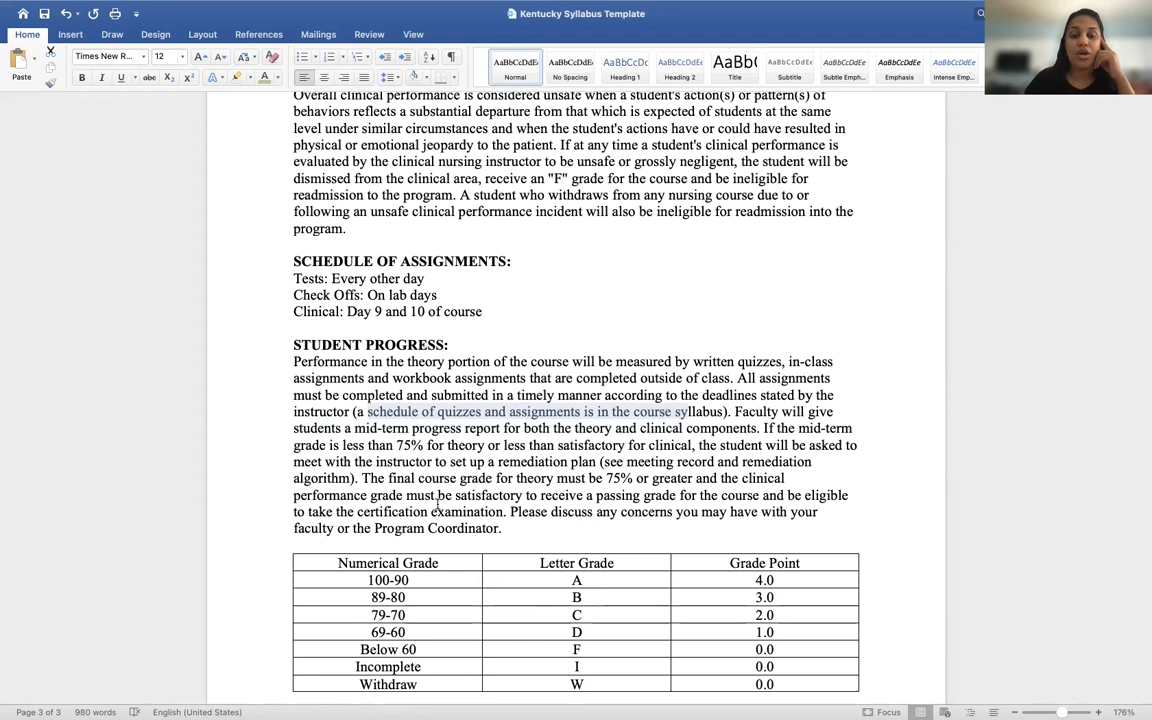 Kentucky Syllabus Template
Home Insert Draw Design Layout References Mailings Review View
Paste
Times New R... 12
AaBbCcDdE AaBbCcDdE AaBbCcDc AaBbCcDdE AaBb( AaBbCcDdE AaBbCcDdE AaBbCcDdE AaBbCcDdE
Normal No Spacing Heading 1 Heading 2 Title Subtitle Subtle Emph... Emphasis Intense Emp...
Overall clinical performance is considered unsafe when a student's action(s) or pattern(s) of
behaviors reflects a substantial departure from that which is expected of students at the same
level under similar circumstances and when the student's actions have or could have resulted in
physical or emotional jeopardy to the patient. If at any time a student's clinical performance is
evaluated by the clinical nursing instructor to be unsafe or grossly negligent, the student will be
dismissed from the clinical area, receive an "F" grade for the course and be ineligible for
readmission to the program. A student who withdraws from any nursing course due to or
following an unsafe clinical performance incident will also be ineligible for readmission into the
program.
SCHEDULE OF ASSIGNMENTS:
Tests: Every other day
Check Offs: On lab days
Clinical: Day 9 and 10 of course
STUDENT PROGRESS:
Performance in the theory portion of the course will be measured by written quizzes, in-class
assignments and workbook assignments that are completed outside of class. All assignments
must be completed and submitted in a timely manner according to the deadlines stated by the
instructor (a schedule of quizzes and assignments is in the course syllabus). Faculty will give
students a mid-term progress report for both the theory and clinical components. If the mid-term
grade is less than 75% for theory or less than satisfactory for clinical, the student will be asked to
meet with the instructor to set up a remediation plan (see meeting record and remediation
algorithm). The final course grade for theory must be 75% or greater and the clinical
performance grade must be satisfactory to receive a passing grade for the course and be eligible
to take the certification examination. Please discuss any concerns you may have with your
faculty or the Program Coordinator.
Numerical Grade Letter Grade Grade Point
100-90 A 4.0
89-80 B 3.0
79-70 C 2.0
69-60 D 1.0
Below 60 F 0.0
Incomplete I 0.0
Withdraw W 0.0
Page 3 of 3 980 words English (United States) Focus 176%